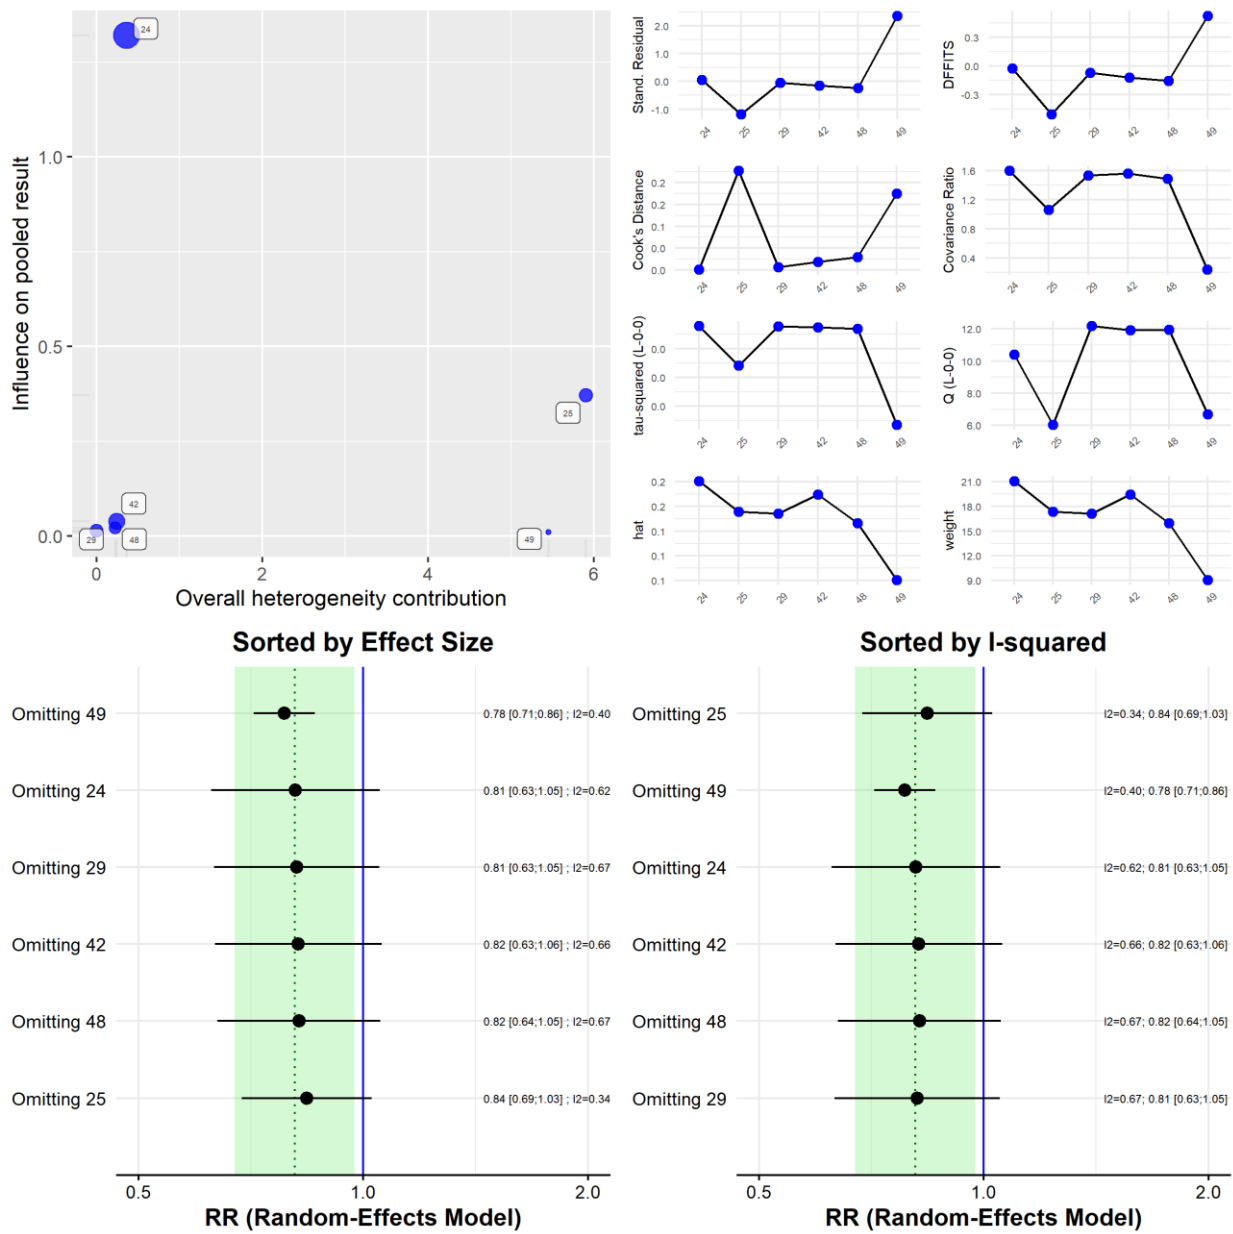 24
1.0
0.5
0.0
25
42
29
48
49
0
2
4
6
Influence on pooled result
Overall heterogeneity contribution
Stand. Residual
2.0
1.0
0.0
-1.0
24 25 29 42 48 49
DFFITS
0.3
0.0
-0.3
24 25 29 42 48 49
Cook's Distance
0.2
0.2
0.1
0.0
0.0
24 25 29 42 48 49
Covariance Ratio
1.6
1.2
0.8
0.4
24 25 29 42 48 49
tau-squared (L-0-0)
0.0
0.0
0.0
24 25 29 42 48 49
Q (L-0-0)
12.0
10.0
8.0
6.0
24 25 29 42 48 49
hat
0.2
0.2
0.1
0.1
0.1
24 25 29 42 48 49
weight
21.0
18.0
15.0
12.0
9.0
24 25 29 42 48 49
Sorted by Effect Size
Omitting 49 0.78 [0.71;0.86] ; I2=0.40
Omitting 24 0.81 [0.63;1.05] ; I2=0.62
Omitting 29 0.81 [0.63;1.05] ; I2=0.67
Omitting 42 0.82 [0.63;1.06] ; I2=0.66
Omitting 48 0.82 [0.64;1.05] ; I2=0.67
Omitting 25 0.84 [0.69;1.03] ; I2=0.34
0.5 1.0 2.0
RR (Random-Effects Model)
Sorted by I-squared
Omitting 25 I2=0.34; 0.84 [0.69;1.03]
Omitting 49 I2=0.40; 0.78 [0.71;0.86]
Omitting 24 I2=0.62; 0.81 [0.63;1.05]
Omitting 42 I2=0.66; 0.82 [0.63;1.06]
Omitting 48 I2=0.67; 0.82 [0.64;1.05]
Omitting 29 I2=0.67; 0.81 [0.63;1.05]
0.5 1.0 2.0
RR (Random-Effects Model)